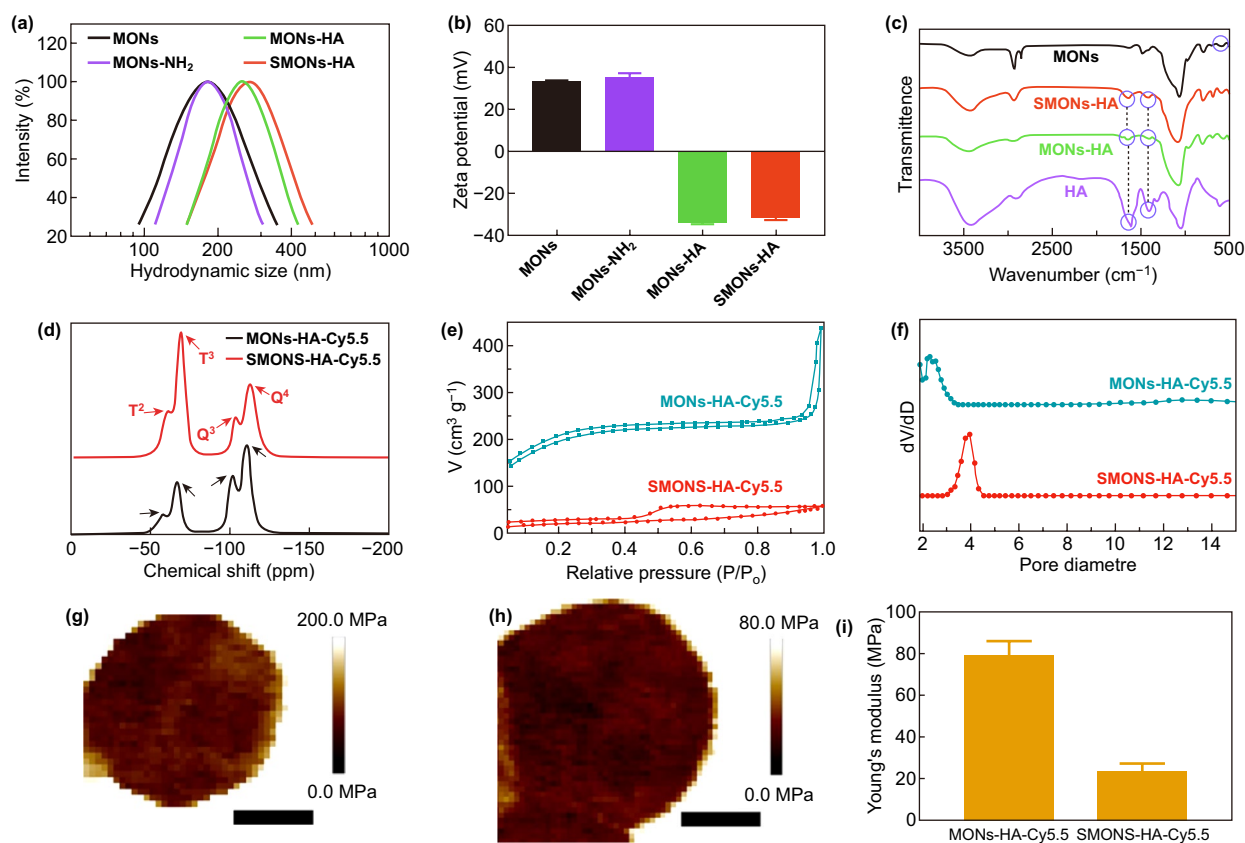 (a)
MONs
MONs-NH₂
MONs-HA
SMONs-HA
120
100
80
60
40
20
100
200
400
1000
Intensity (%)
Hydrodynamic size (nm)
(b)
60
40
20
0
−20
−40
Zeta potential (mV)
MONs
MONs-NH₂
MONs-HA
SMONs-HA
(c)
MONs
SMONs-HA
MONs-HA
HA
Transmittence
3500
2500
1500
500
Wavenumber (cm⁻¹)
(d)
MONs-HA-Cy5.5
SMONS-HA-Cy5.5
T³
T²
Q⁴
Q³
0
−50
−100
−150
−200
Chemical shift (ppm)
(e)
400
300
200
100
50
0
V (cm³ g⁻¹)
MONs-HA-Cy5.5
SMONS-HA-Cy5.5
0.2
0.4
0.6
0.8
1.0
Relative pressure (P/Pₒ)
(f)
MONs-HA-Cy5.5
SMONS-HA-Cy5.5
dV/dD
2
4
6
8
10
12
14
Pore diametre
(g)
200.0 MPa
0.0 MPa
(h)
80.0 MPa
0.0 MPa
(i)
100
80
60
40
20
0
Young's modulus (MPa)
MONs-HA-Cy5.5
SMONS-HA-Cy5.5